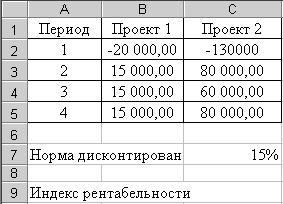 A B C
1 Период Проект 1 Проект 2
2 1 -20 000,00 -130000
3 2 15 000,00 80 000,00
4 3 15 000,00 60 000,00
5 4 15 000,00 80 000,00
6
7 Норма дисконтирован 15%
8
9 Индекс рентабельности